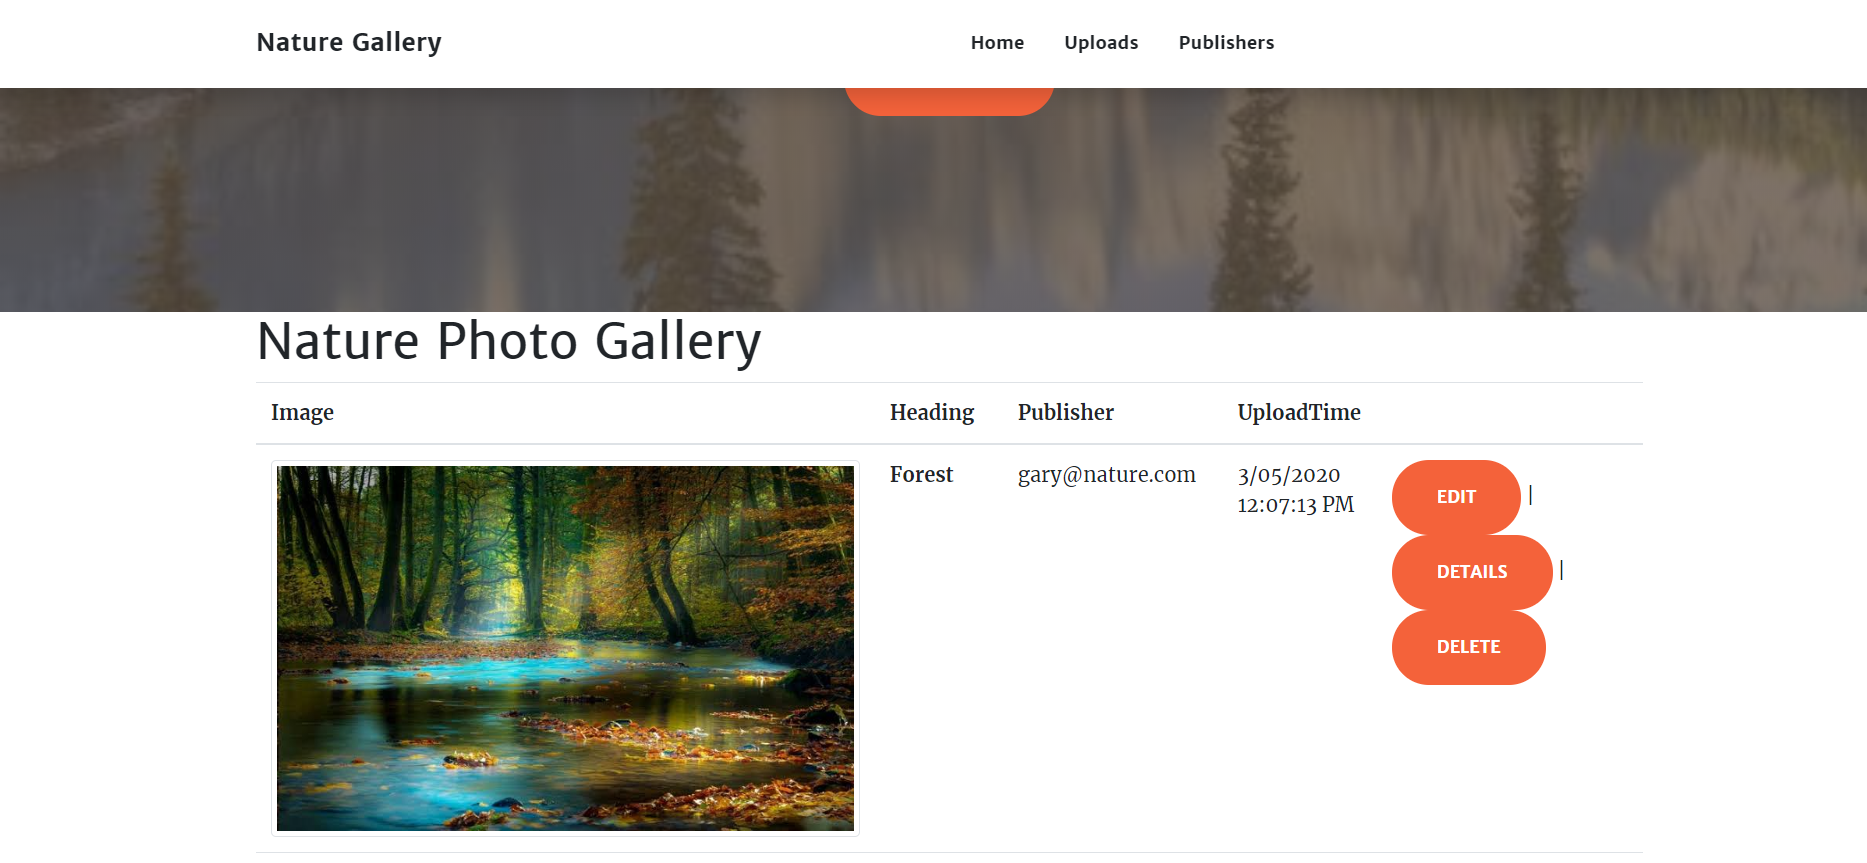 Nature Gallery
Home Uploads Publishers
Nature Photo Gallery
Image Heading Publisher UploadTime
Forest gary@nature.com 3/05/2020
12:07:13 PM
EDIT |
DETAILS |
DELETE